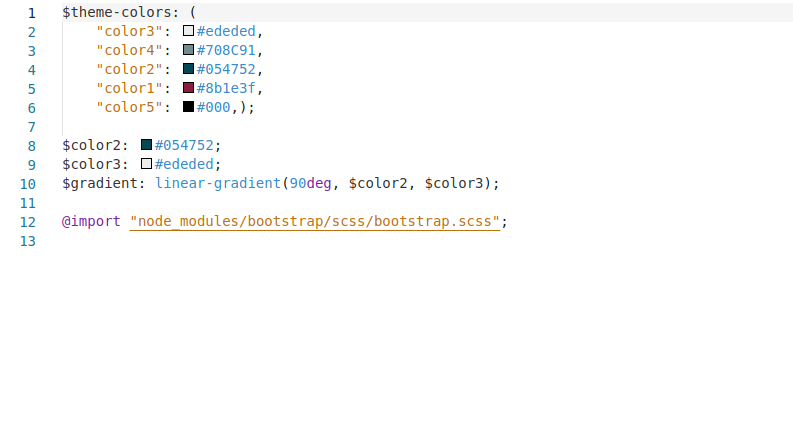 1 $theme-colors: (
2 "color3": #ededed,
3 "color4": #708C91,
4 "color2": #054752,
5 "color1": #8b1e3f,
6 "color5": #000,);
7
8 $color2: #054752;
9 $color3: #ededed;
10 $gradient: linear-gradient(90deg, $color2, $color3);
11
12 @import "node_modules/bootstrap/scss/bootstrap.scss";
13